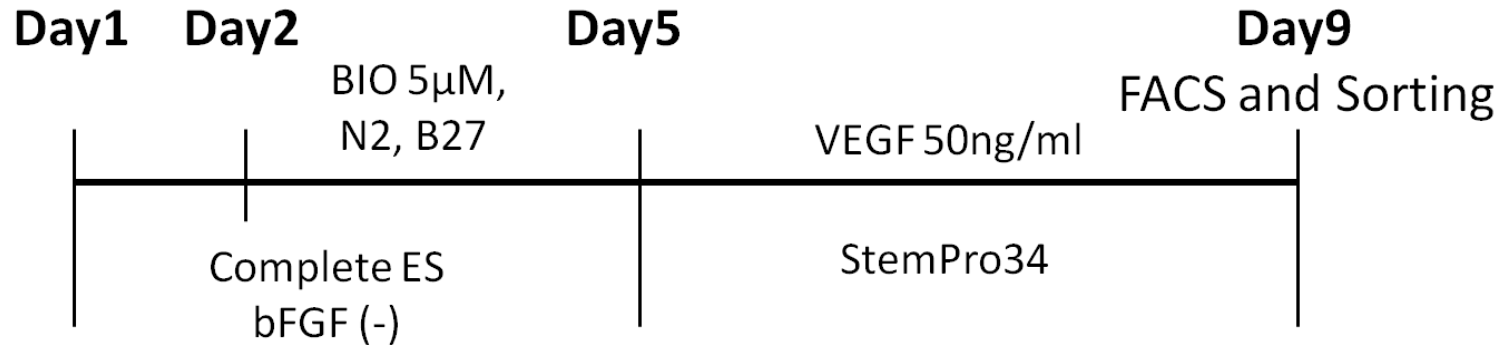 Day1 Day2 Day5 Day9
BIO 5μM,
N2, B27
FACS and Sorting
VEGF 50ng/ml
Complete ES
bFGF (-)
StemPro34